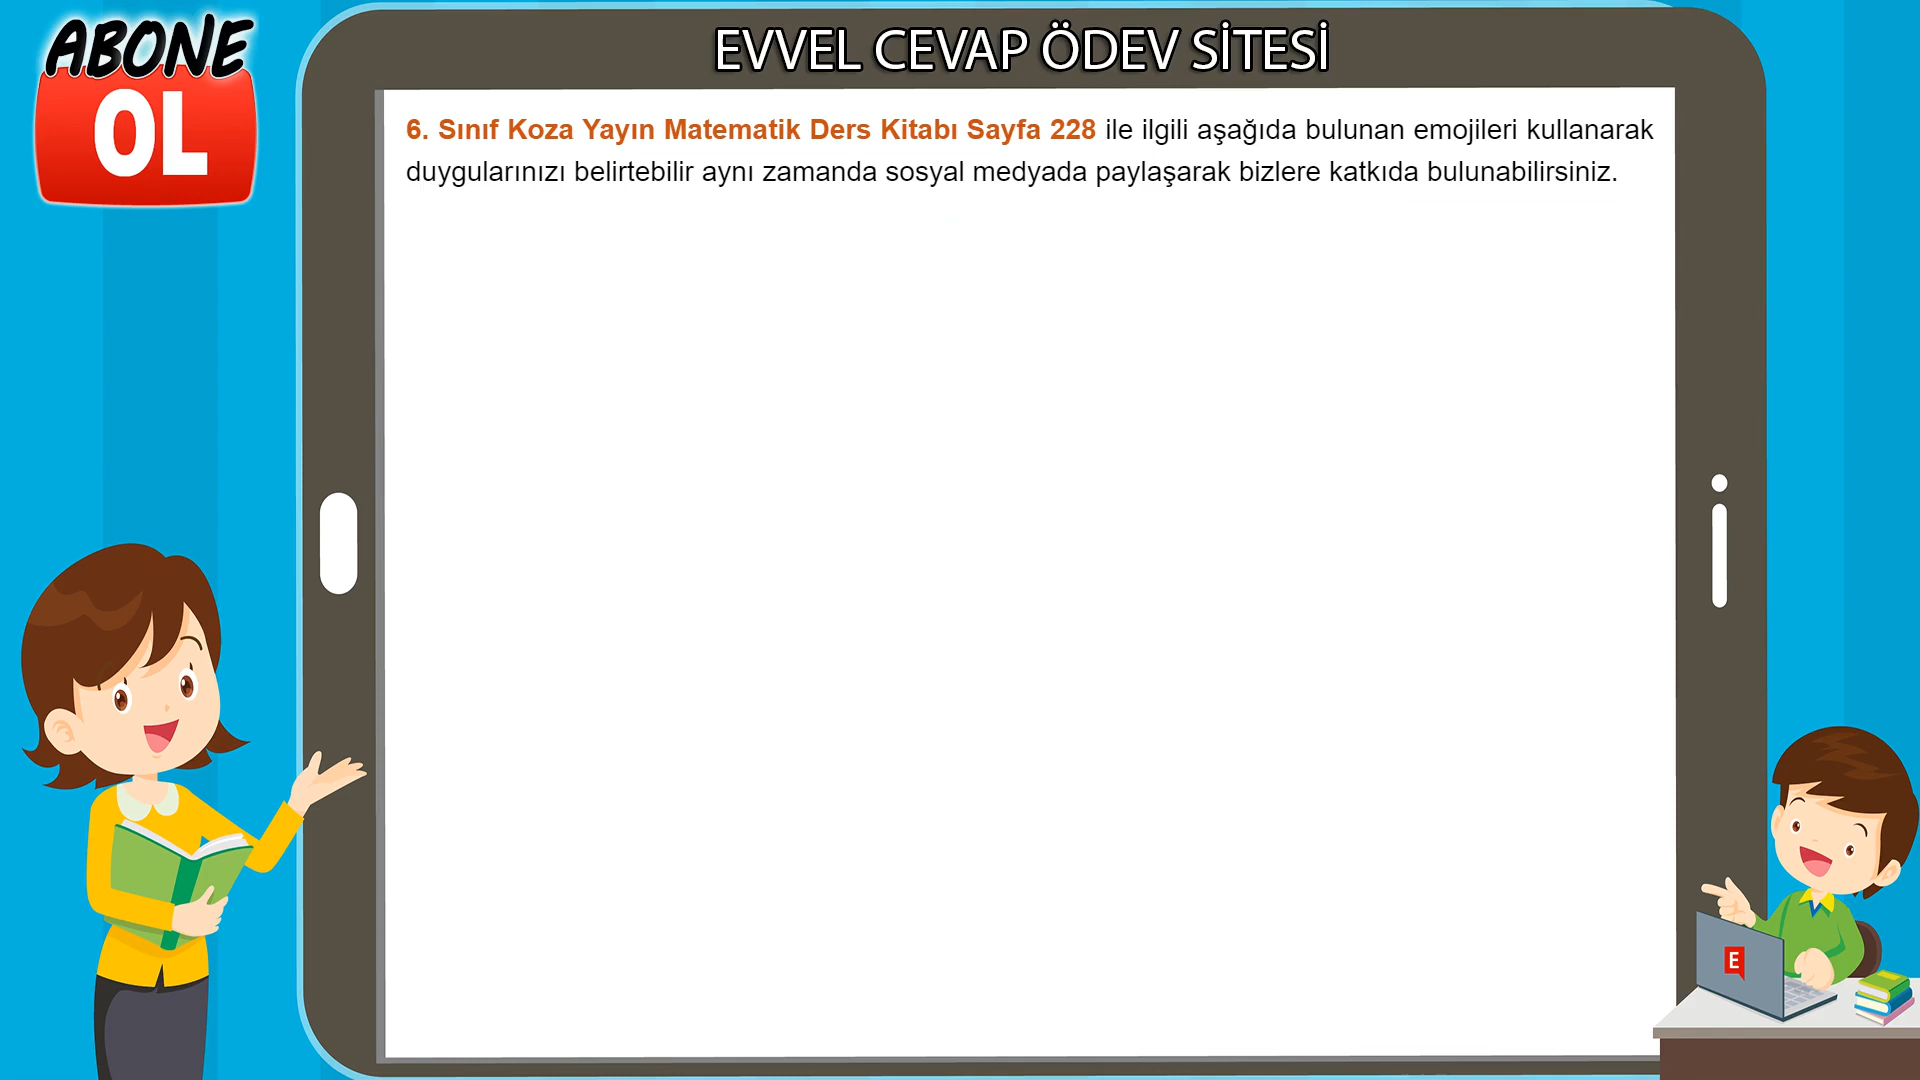 ABONE
OL
EVVEL CEVAP ÖDEV SİTESİ
6. Sınıf Koza Yayın Matematik Ders Kitabı Sayfa 228 ile ilgili aşağıda bulunan emojileri kullanarak
duygularınızı belirtebilir aynı zamanda sosyal medyada paylaşarak bizlere katkıda bulunabilirsiniz.
E